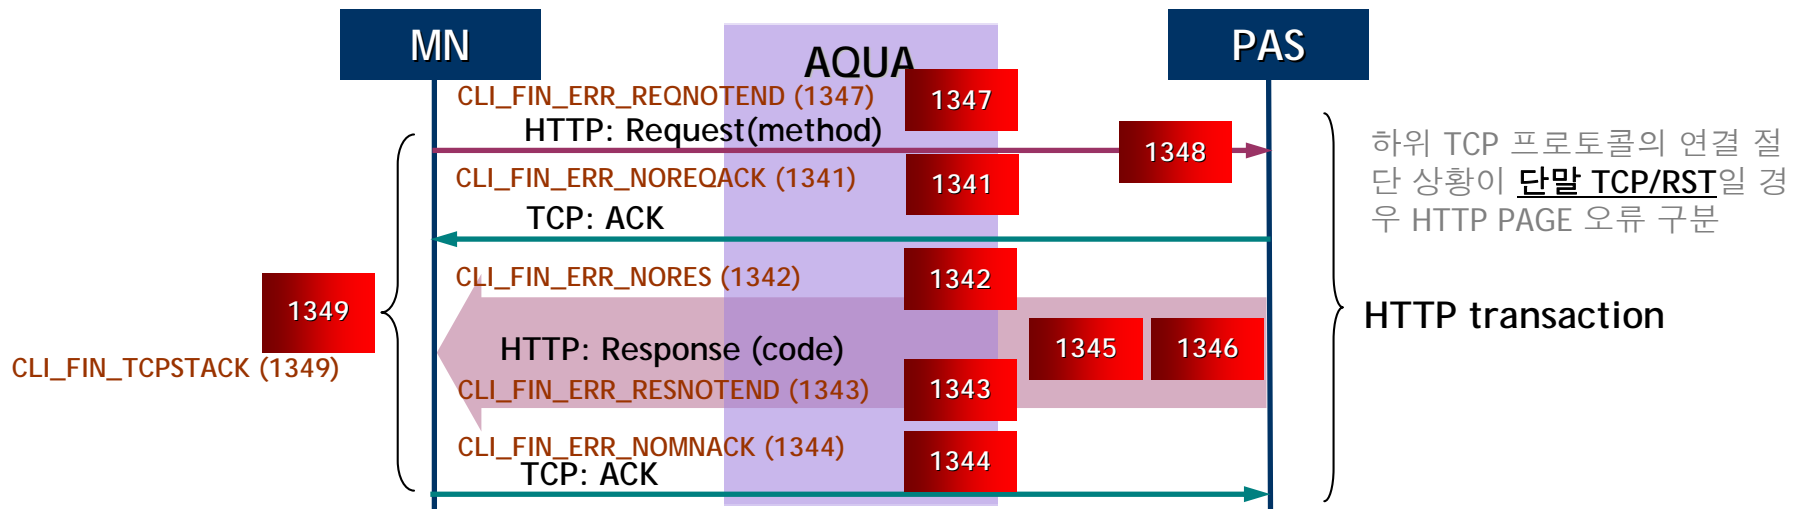 MN
AQUA
PAS
CLI_FIN_ERR_REQNOTEND (1347)
1347
HTTP: Request(method)
1348
CLI_FIN_ERR_NOREQACK (1341)
1341
TCP: ACK
CLI_FIN_ERR_NORES (1342)
1342
1349
CLI_FIN_TCPSTACK (1349)
HTTP: Response (code)
1345
1346
CLI_FIN_ERR_RESNOTEND (1343)
1343
CLI_FIN_ERR_NOMNACK (1344)
1344
TCP: ACK
하위 TCP 프로토콜의 연결 절
단 상황이 단말 TCP/RST일 경
우 HTTP PAGE 오류 구분
HTTP transaction